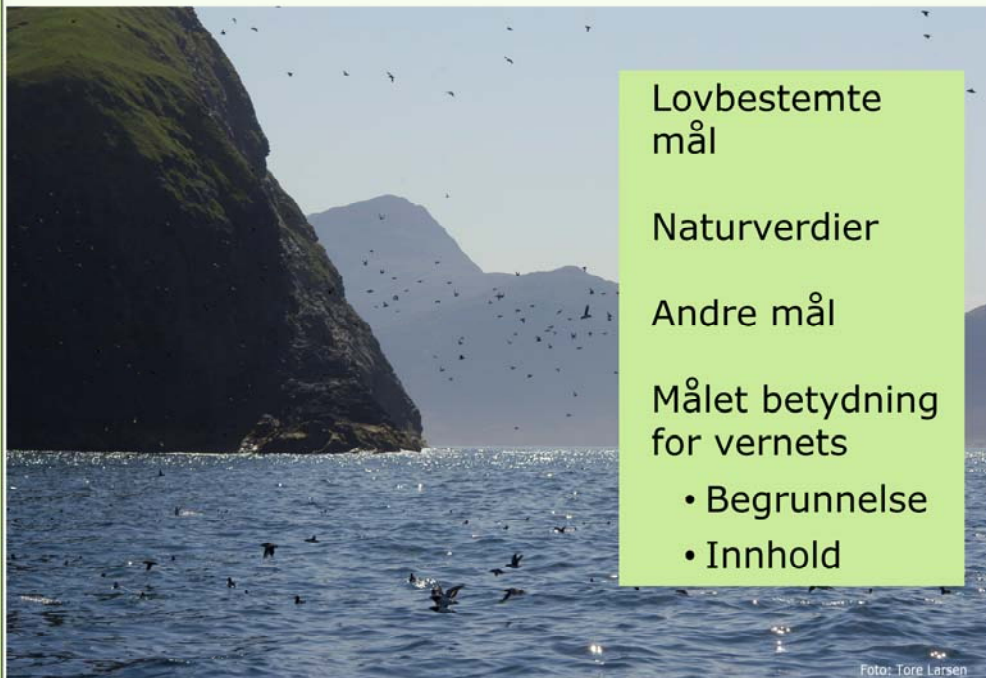 Lovbestemte
mål
Naturverdier
Andre mål
Målet betydning
for vernets
• Begrunnelse
• Innhold
Foto: Tore Larsen